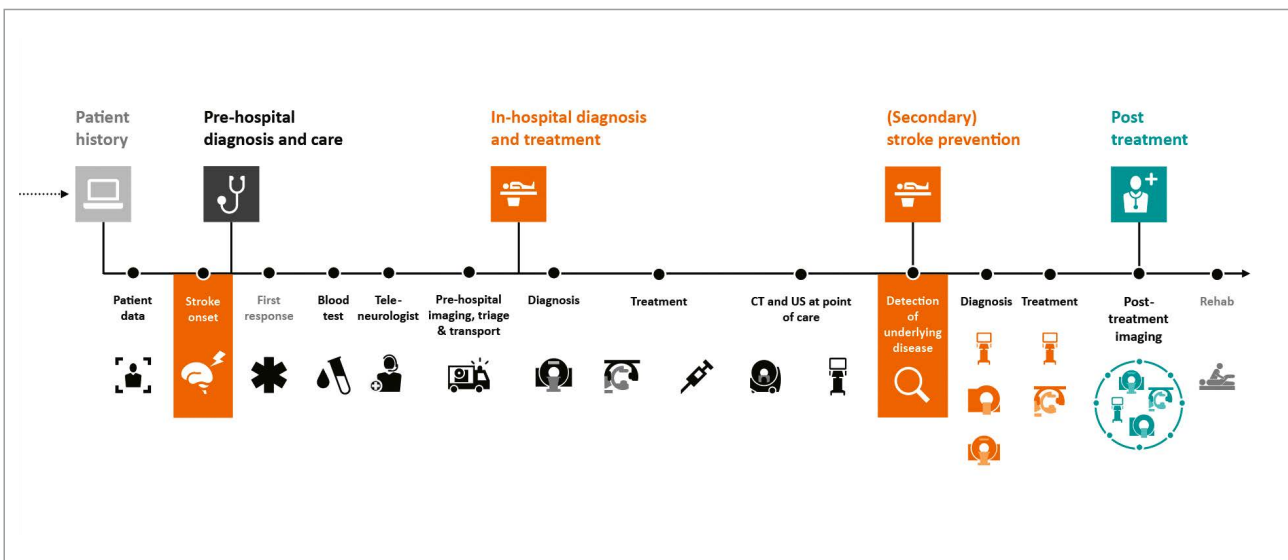 Patient
history
Pre-hospital
diagnosis and care
In-hospital diagnosis
and treatment
(Secondary)
stroke prevention
Post
treatment
Patient
data
Stroke
onset
First
response
Blood
test
Tele-
neurologist
Pre-hospital
imaging, triage
& transport
Diagnosis
Treatment
CT and US at point
of care
Detection
of
underlying
disease
Diagnosis
Treatment
Post-
treatment
imaging
Rehab